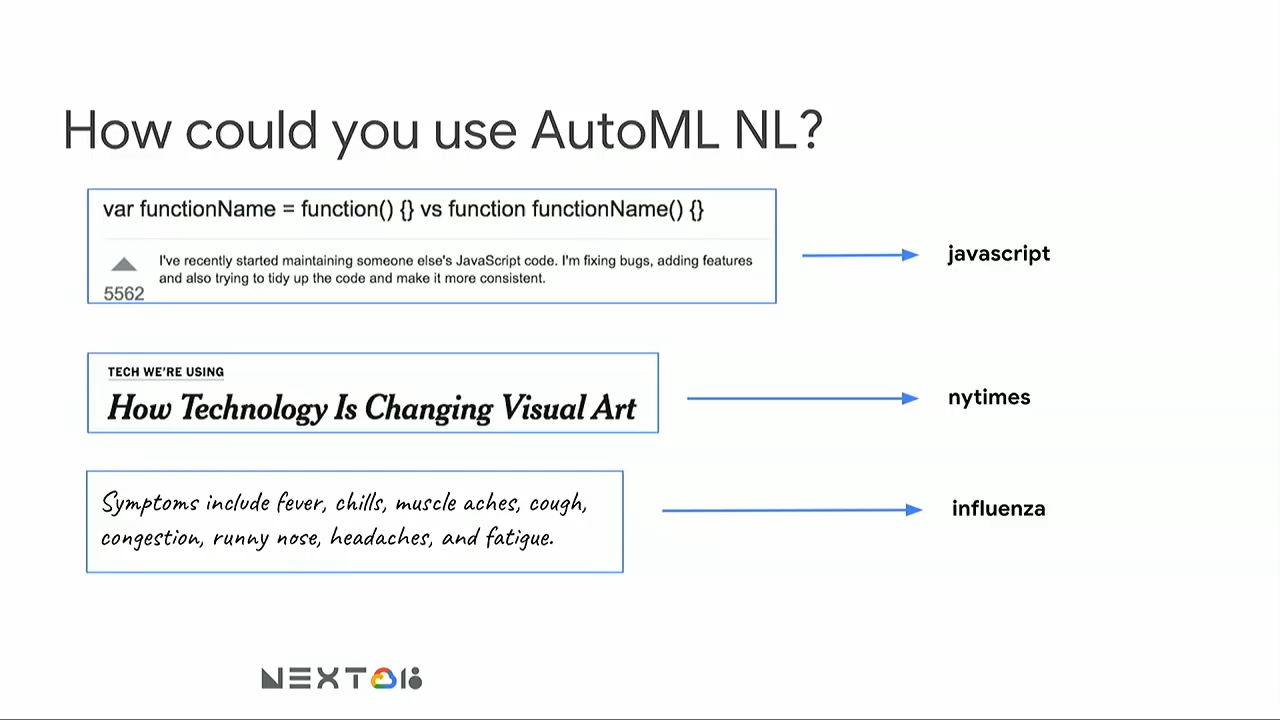 How could you use AutoML NL?
var functionName = function() {} vs function functionName() {}
I've recently started maintaining someone else's JavaScript code. I'm fixing bugs, adding features
and also trying to tidy up the code and make it more consistent.
5562
javascript
TECH WE'RE USING
How Technology Is Changing Visual Art
nytimes
Symptoms include fever, chills, muscle aches, cough,
congestion, runny nose, headaches, and fatigue.
influenza
NEXT 18